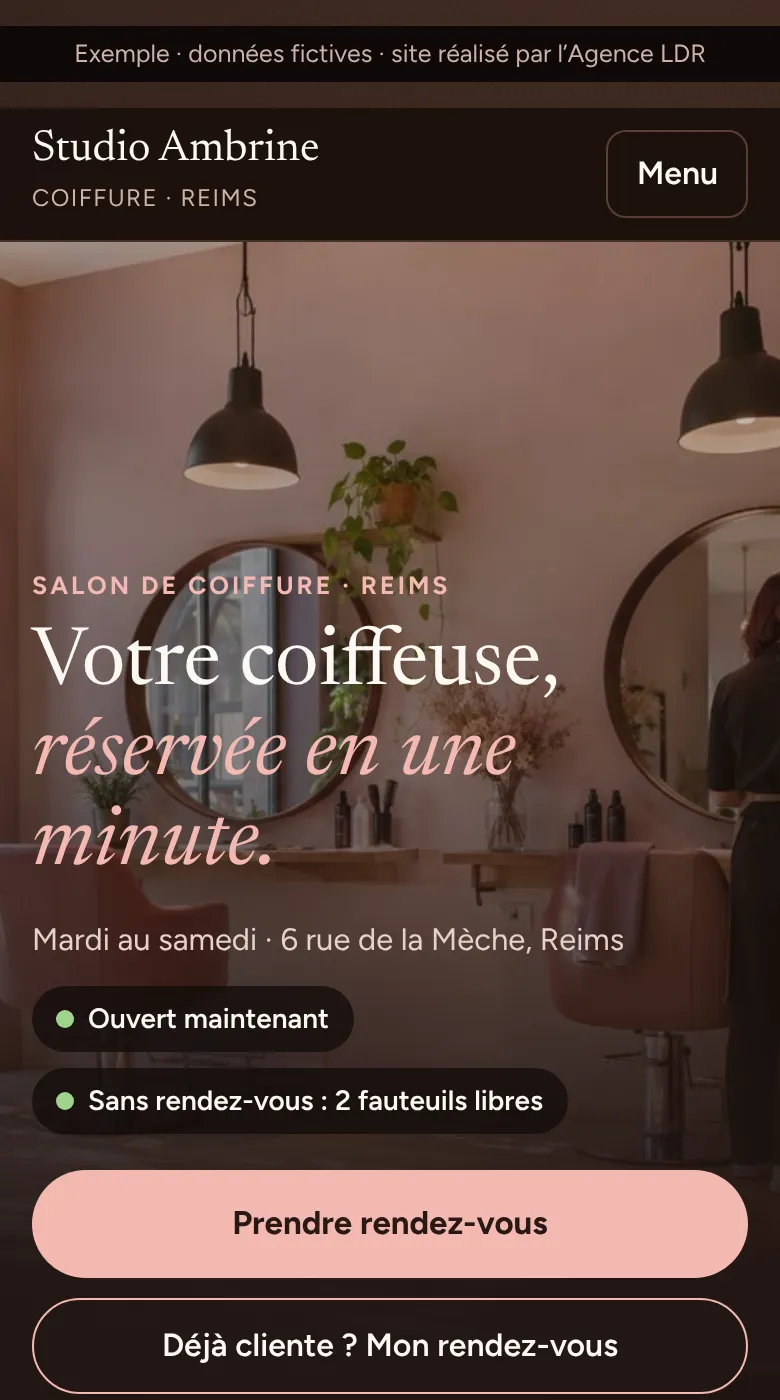 Exemple · données fictives · site réalisé par l’Agence LDR
Studio Ambrine
COIFFURE · REIMS
Menu
SALON DE COIFFURE · REIMS
Votre coiffeuse,
réservée en une
minute.
Mardi au samedi · 6 rue de la Mèche, Reims
Ouvert maintenant
Sans rendez-vous : 2 fauteuils libres
Prendre rendez-vous
Déjà cliente ? Mon rendez-vous